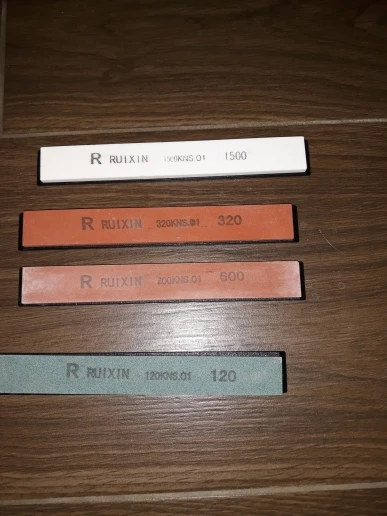 R RUIXIN 1500
R RUIXIN 320KNS.01 320
R RUIXIN 600
R RUIXIN 120KNS.01 120